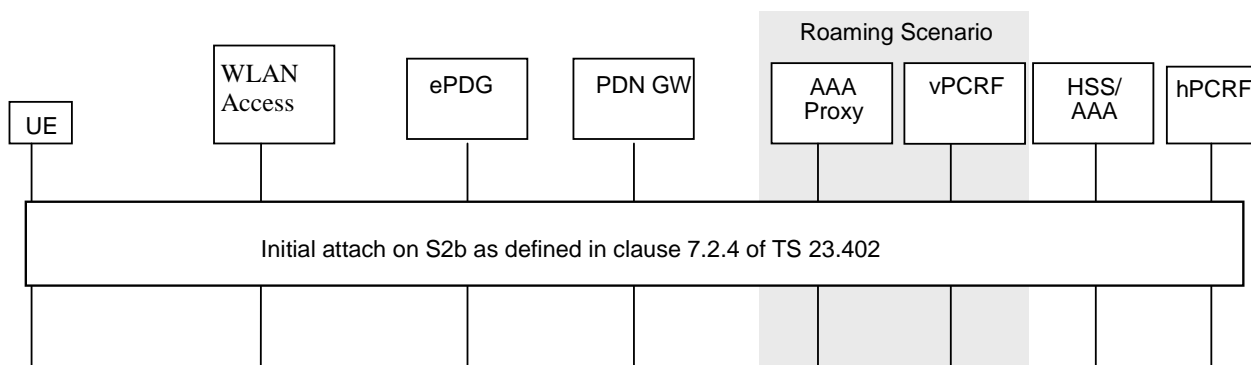 Roaming Scenario
UE
WLAN
Access
ePDG
PDN GW
AAA
Proxy
vPCRF
HSS/
AAA
hPCRF
Initial attach on S2b as defined in clause 7.2.4 of TS 23.402